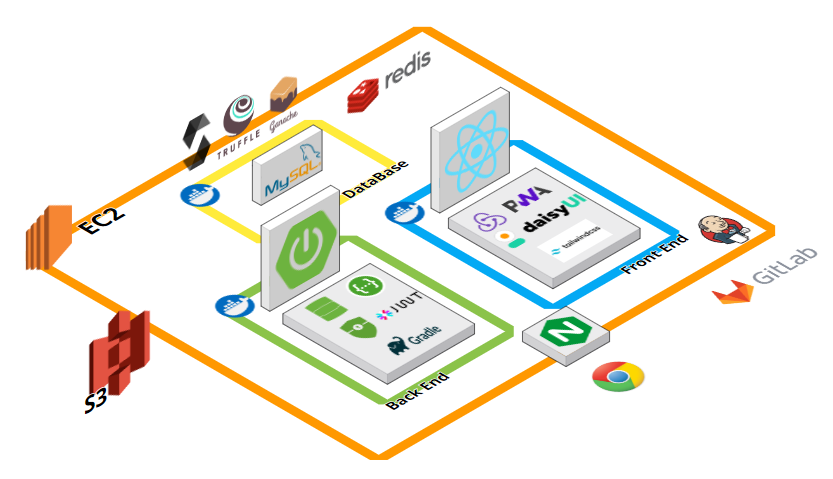 redis
TRUFFLE
Ganache
MySQL
DataBase
EC2
PWA
daisyUI
tailwindcss
Front End
GitLab
JWT
Gradle
Back End
S3